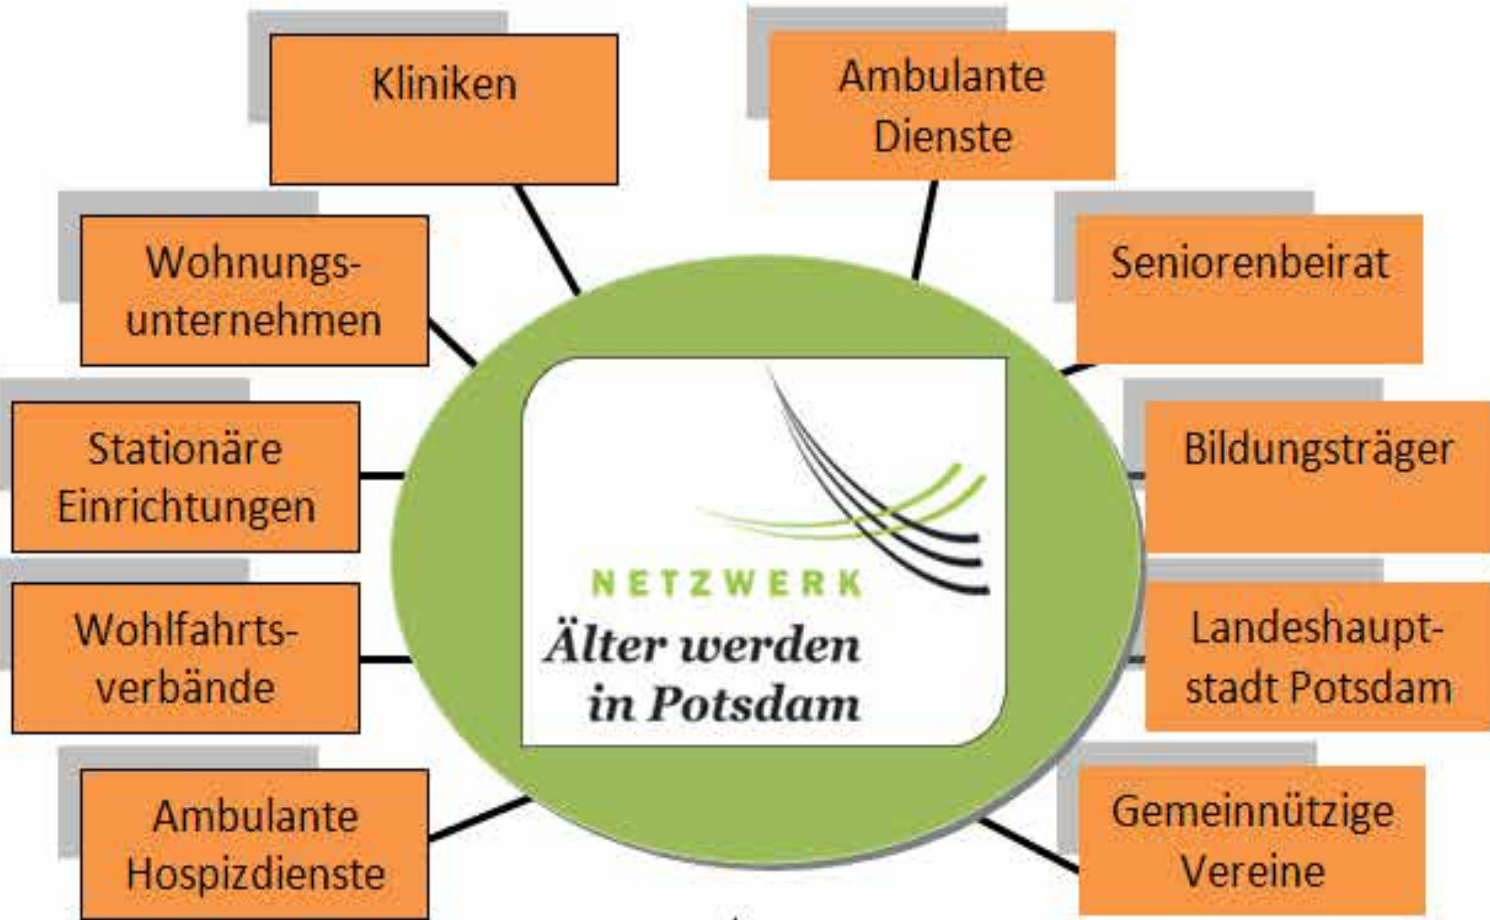 Kliniken
Ambulante
Dienste
Wohnungs-
unternehmen
Seniorenbeirat
Stationäre
Einrichtungen
Bildungsträger
NETZWERK
Älter werden
in Potsdam
Wohlfahrts-
verbände
Landeshaupt-
stadt Potsdam
Ambulante
Hospizdienste
Gemeinnützige
Vereine